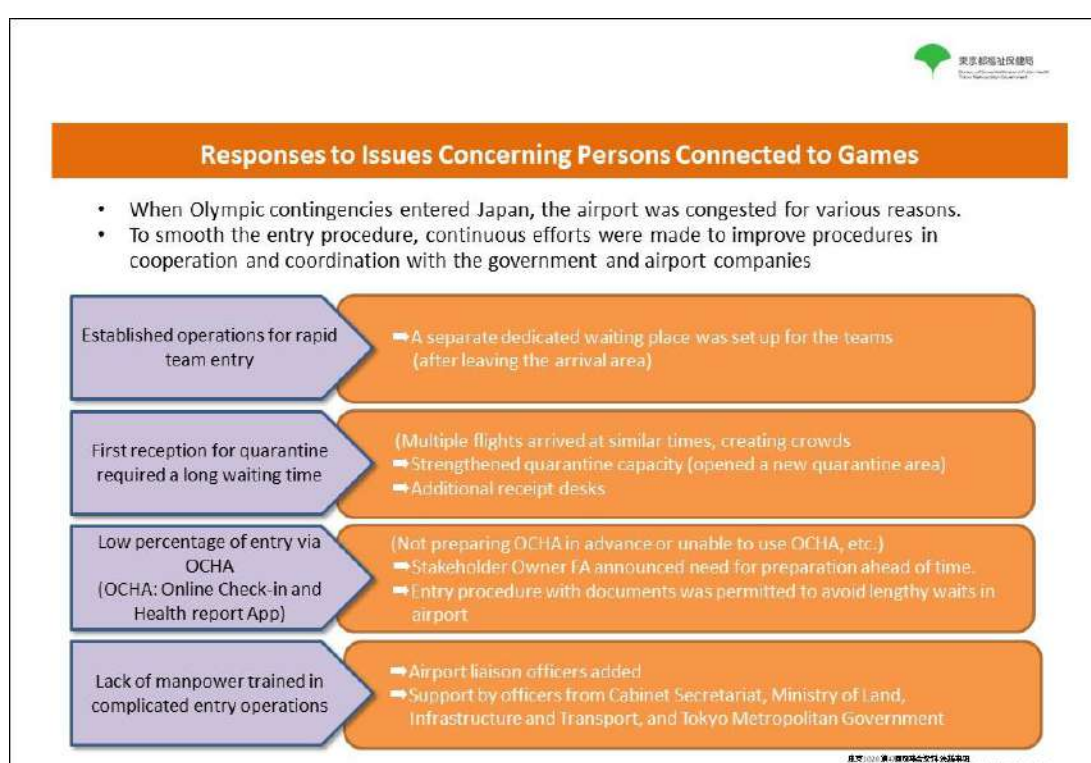 東京都福祉保健局
Responses to Issues Concerning Persons Connected to Games
• When Olympic contingencies entered Japan, the airport was congested for various reasons.
• To smooth the entry procedure, continuous efforts were made to improve procedures in
cooperation and coordination with the government and airport companies
Established operations for rapid
team entry
➡A separate dedicated waiting place was set up for the teams
(after leaving the arrival area)
First reception for quarantine
required a long waiting time
(Multiple flights arrived at similar times, creating crowds
➡Strengthened quarantine capacity (opened a new quarantine area)
➡Additional receipt desks
Low percentage of entry via
OCHA
(OCHA: Online Check-in and
Health report App)
(Not preparing OCHA in advance or unable to use OCHA, etc.)
➡Stakeholder Owner FA announced need for preparation ahead of time.
➡Entry procedure with documents was permitted to avoid lengthy waits in
airport
Lack of manpower trained in
complicated entry operations
➡Airport liaison officers added
➡Support by officers from Cabinet Secretariat, Ministry of Land,
Infrastructure and Transport, and Tokyo Metropolitan Government